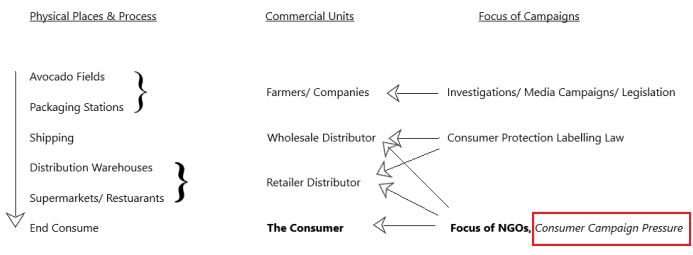 Physical Places & Process
Commercial Units
Focus of Campaigns
Avocado Fields
Packaging Stations
Shipping
Distribution Warehouses
Supermarkets/ Restuarants
End Consume
Farmers/ Companies
Wholesale Distributor
Retailer Distributor
The Consumer
Investigations/ Media Campaigns/ Legislation
Consumer Protection Labelling Law
Focus of NGOs, Consumer Campaign Pressure